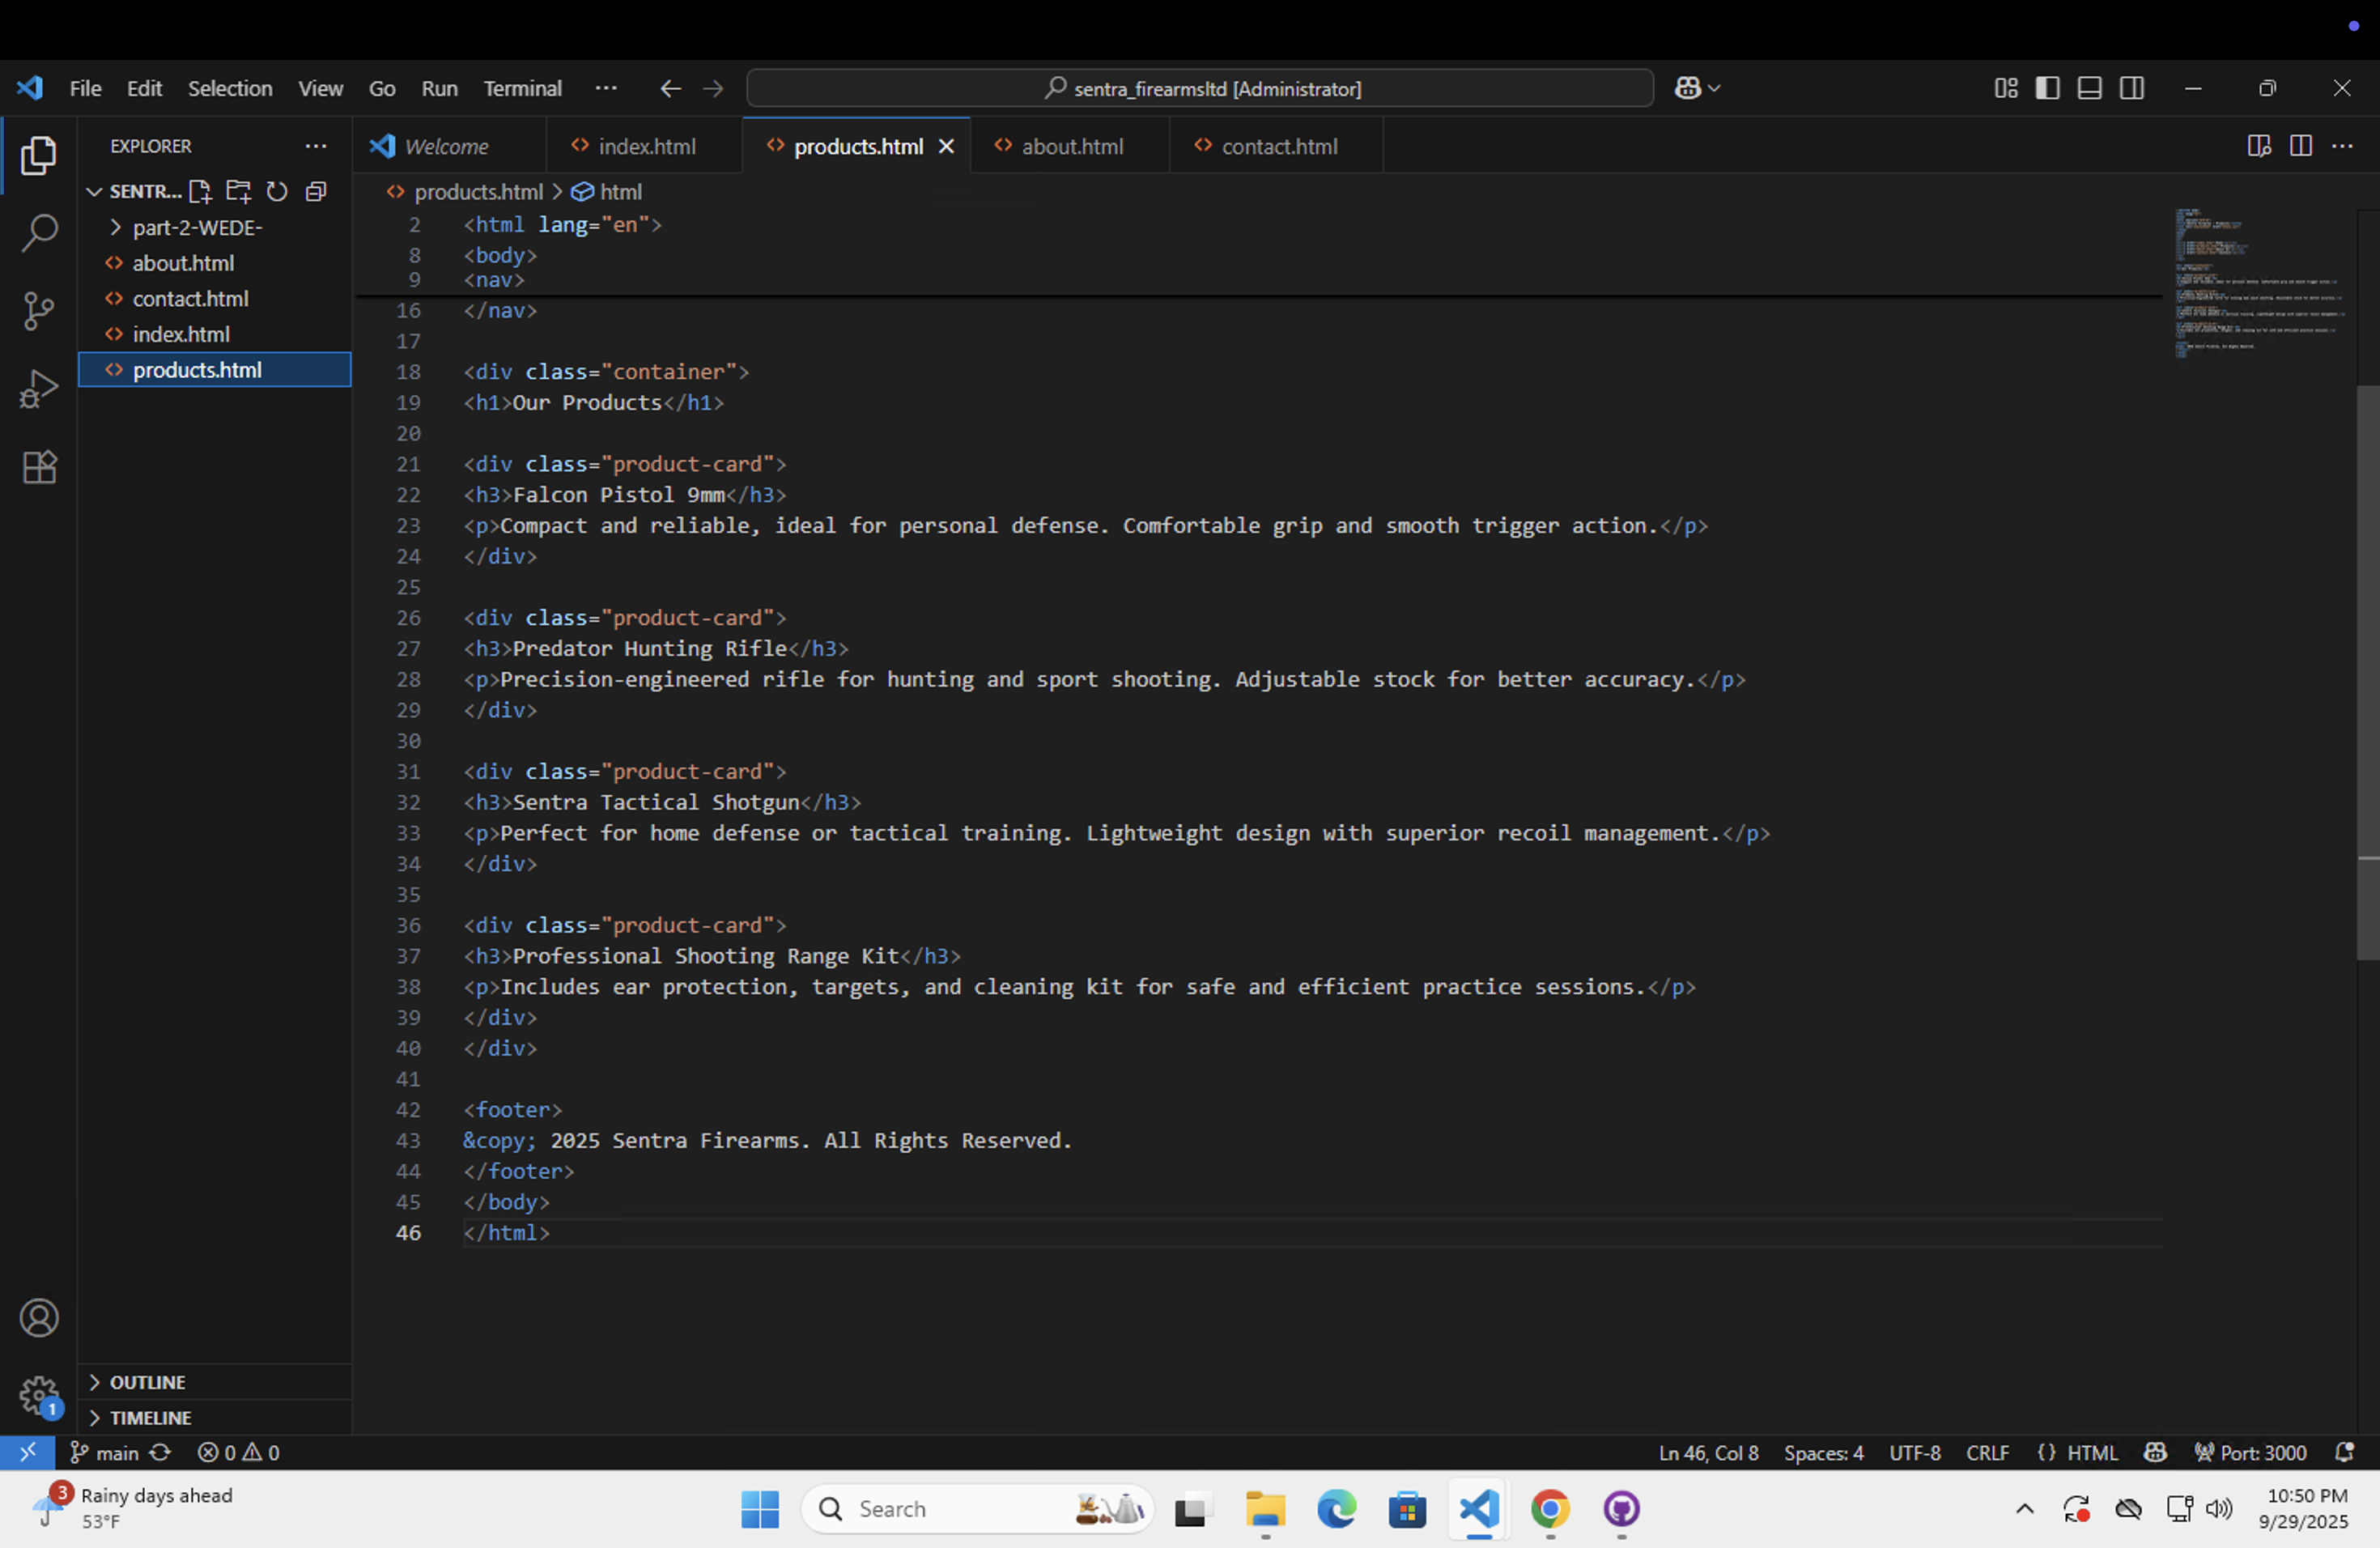 File Edit Selection View Go Run Terminal ··· sentra_firearmsltd [Administrator]
EXPLORER
SENTR...
part-2-WEDE-
about.html
contact.html
index.html
products.html
Welcome index.html products.html about.html contact.html
products.html > html
2 <html lang="en">
8 <body>
9 <nav>
16 </nav>
17
18 <div class="container">
19 <h1>Our Products</h1>
20
21 <div class="product-card">
22 <h3>Falcon Pistol 9mm</h3>
23 <p>Compact and reliable, ideal for personal defense. Comfortable grip and smooth trigger action.</p>
24 </div>
25
26 <div class="product-card">
27 <h3>Predator Hunting Rifle</h3>
28 <p>Precision-engineered rifle for hunting and sport shooting. Adjustable stock for better accuracy.</p>
29 </div>
30
31 <div class="product-card">
32 <h3>Sentra Tactical Shotgun</h3>
33 <p>Perfect for home defense or tactical training. Lightweight design with superior recoil management.</p>
34 </div>
35
36 <div class="product-card">
37 <h3>Professional Shooting Range Kit</h3>
38 <p>Includes ear protection, targets, and cleaning kit for safe and efficient practice sessions.</p>
39 </div>
40 </div>
41
42 <footer>
43 &copy; 2025 Sentra Firearms. All Rights Reserved.
44 </footer>
45 </body>
46 </html>
OUTLINE
1
TIMELINE
main 0 0 Ln 46, Col 8 Spaces: 4 UTF-8 CRLF {} HTML Port: 3000
3 Rainy days ahead
53°F
Search
10:50 PM
9/29/2025